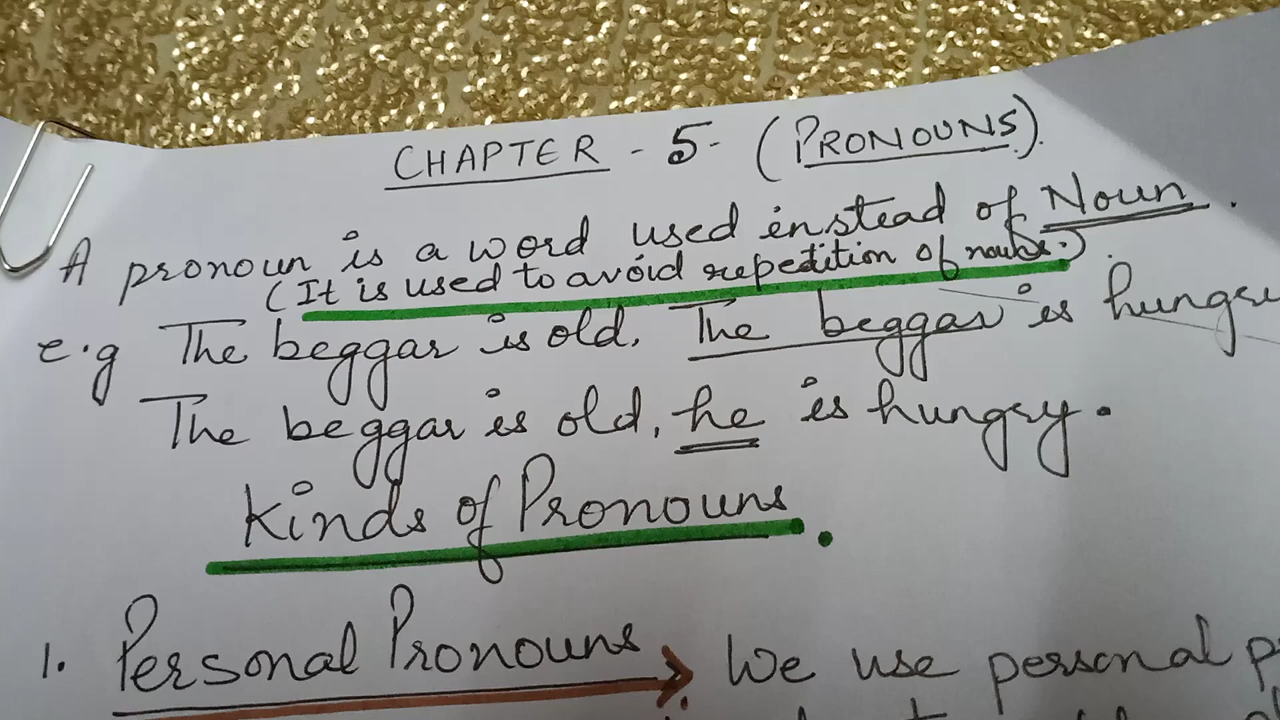 CHAPTER - 5 - (PRONOUNS).
A pronoun is a word used instead of Noun.
(It is used to avoid repetition of nouns.)
e.g The beggar is old. The beggar is
The beggar is old, he is hungry.
Kinds of Pronouns.
1. Personal Pronouns → We use personal